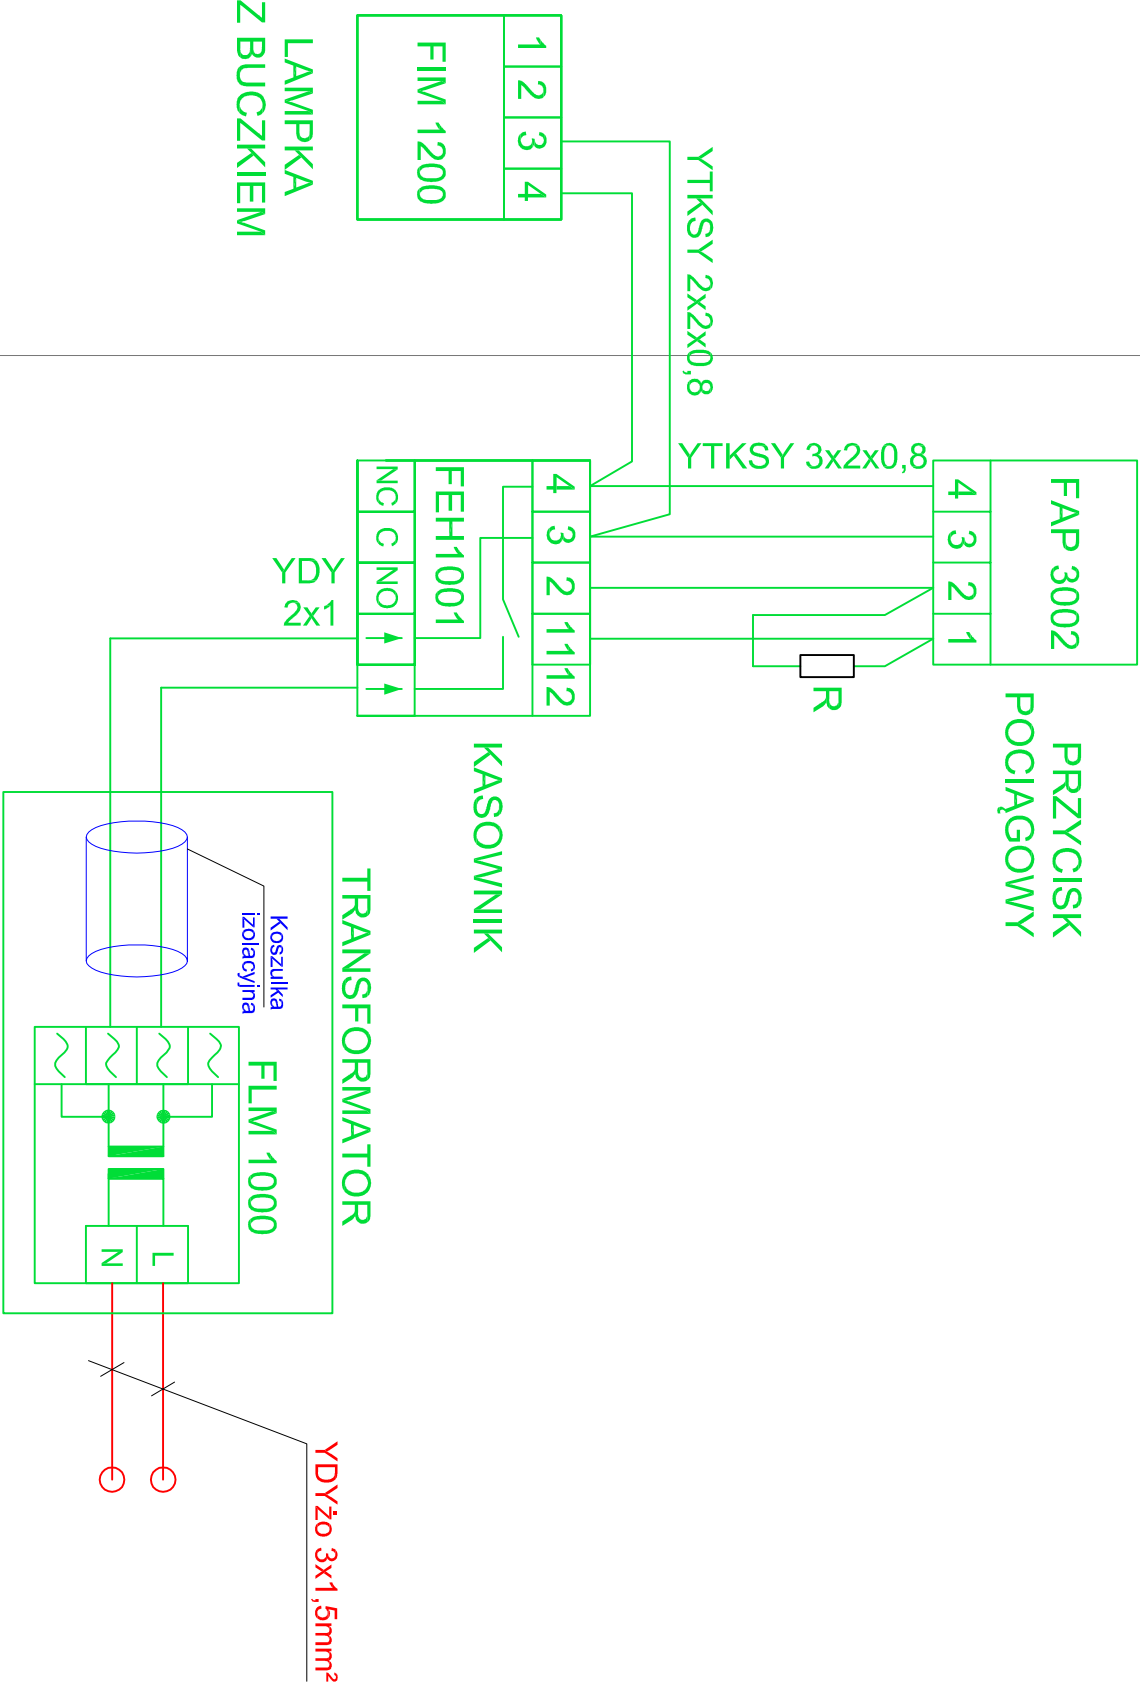 LAMPKA
Z BUCZKIEM
FIM 1200
1
2
3
4
YTKSY 2x2x0,8
YTKSY 3x2x0,8
FAP 3002
4
3
2
1
R
PRZYCISK
POCIĄGOWY
FEH1001
4
3
2
11
12
NC
C
NO
YDY
2x1
KASOWNIK
TRANSFORMATOR
Koszulka
izolacyjna
FLM 1000
N
L
YDYżo 3x1,5mm²